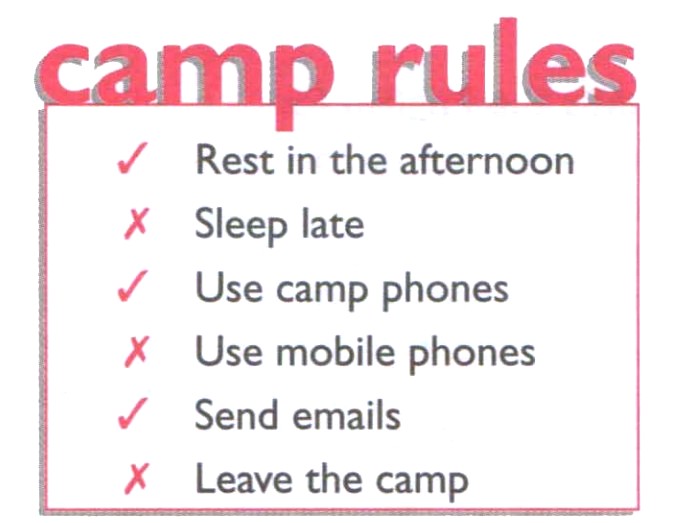 camp rules
✓ Rest in the afternoon
✗ Sleep late
✓ Use camp phones
✗ Use mobile phones
✓ Send emails
✗ Leave the camp